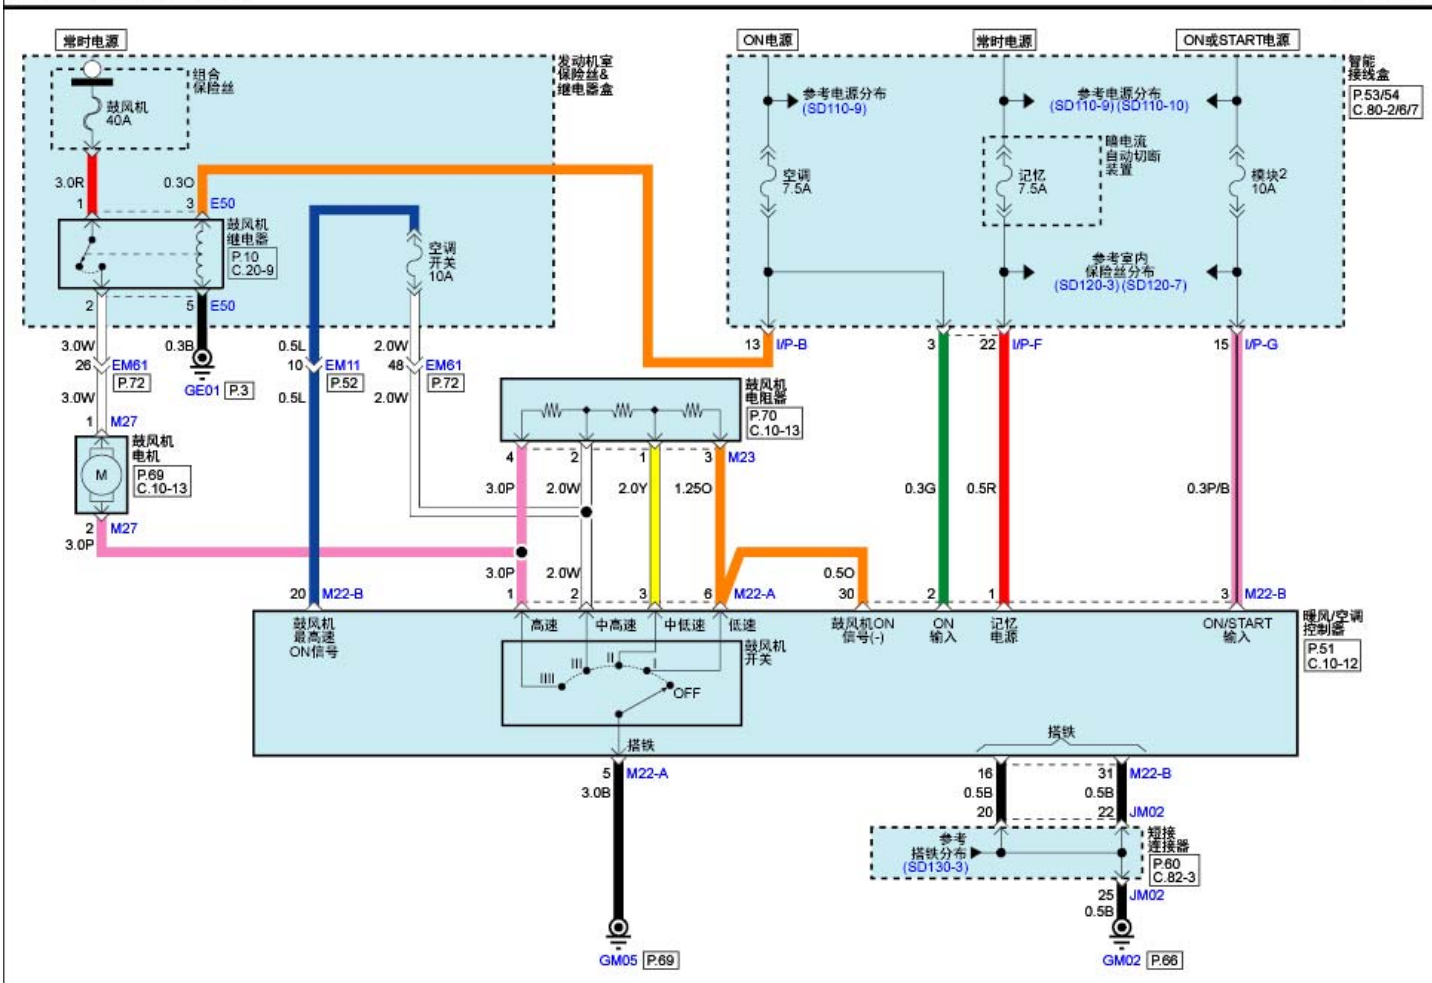 常时电源
ON电源
常时电源
ON或START电源
组合
保险丝
鼓风机
40A
发动机室
保险丝&
继电器盒
3.0R
0.3O
1
3
E50
鼓风机
继电器
P.10
C.20-9
空调
开关
10A
2
5
E50
3.0W
0.3B
0.5L
2.0W
26
EM61
P.72
10
EM11
P.52
48
EM61
P.72
GE01
P.3
3.0W
0.5L
2.0W
1
M27
鼓风机
电机
P.69
C.10-13
M
2
M27
3.0P
参考电源分布
(SD110-9)
参考电源分布
(SD110-9)(SD110-10)
智能
接线盒
P.53/54
C.80-2/6/7
暗电流
自动切断
装置
空调
7.5A
记忆
7.5A
模块2
10A
参考室内
保险丝分布
(SD120-3)(SD120-7)
13
I/P-B
3
22
I/P-F
15
I/P-G
鼓风机
电阻器
P.70
C.10-13
4
2
1
3
M23
3.0P
2.0W
2.0Y
1.25O
0.3G
0.5R
0.3P/B
3.0P
2.0W
0.5O
20
M22-B
1
2
3
6
M22-A
30
2
1
3
M22-B
鼓风机
最高速
ON信号
高速
中高速
中低速
低速
鼓风机ON
信号(-)
ON
输入
记忆
电源
ON/START
输入
暖风/空调
控制器
P.51
C.10-12
鼓风机
开关
IIII
III
II
I
OFF
搭铁
搭铁
5
M22-A
3.0B
16
31
M22-B
0.5B
0.5B
20
22
JM02
参考
搭铁分布
(SD130-3)
短接
连接器
P.60
C.82-3
25
JM02
0.5B
GM05
P.69
GM02
P.66